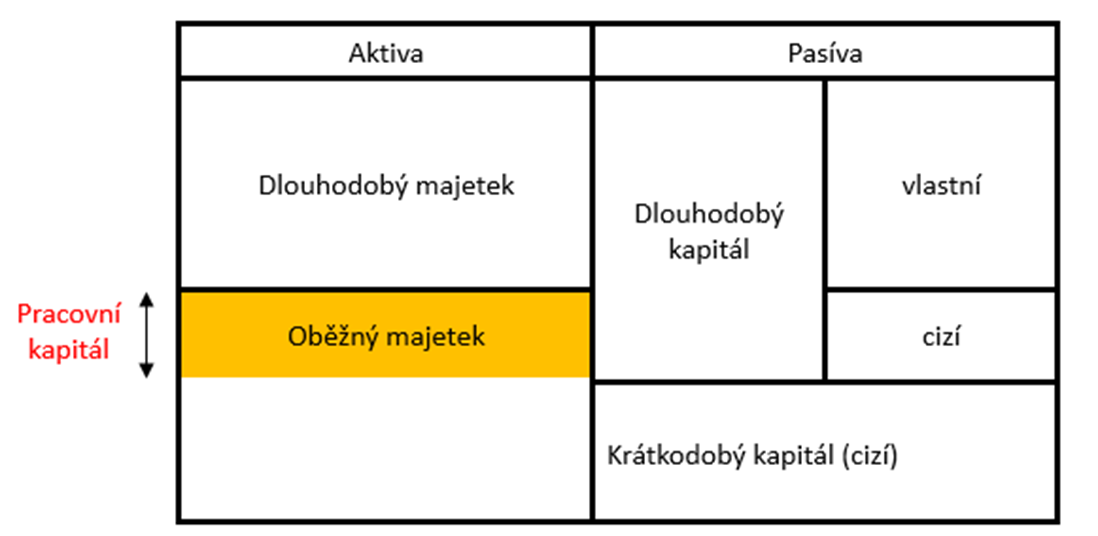 Aktiva
Pasíva
Dlouhodobý majetek
Dlouhodobý
kapitál
vlastní
Pracovní
kapitál
Oběžný majetek
cizí
Krátkodobý kapitál (cizí)